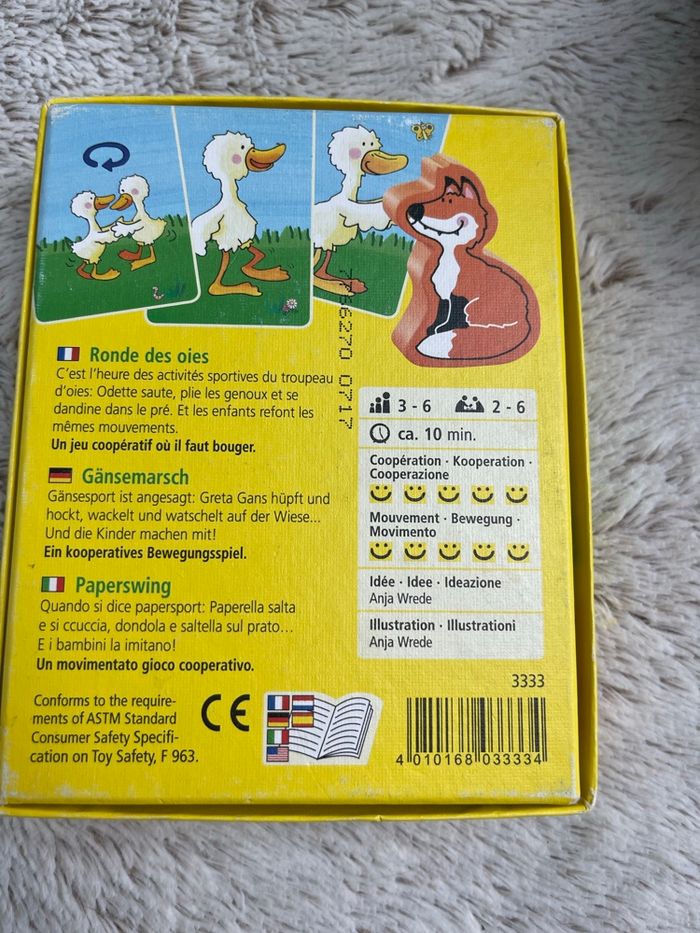 7766270 0717
Ronde des oies
C'est l'heure des activités sportives du troupeau
d'oies: Odette saute, plie les genoux et se
dandine dans le pré. Et les enfants refont les
mêmes mouvements.
Un jeu coopératif où il faut bouger.
Gänsemarsch
Gänsesport ist angesagt: Greta Gans hüpft und
hockt, wackelt und watschelt auf der Wiese...
Und die Kinder machen mit!
Ein kooperatives Bewegungsspiel.
Paperswing
Quando si dice papersport: Paperella salta
e si ccuccia, dondola e saltella sul prato...
E i bambini la imitano!
Un movimentato gioco cooperativo.
3 - 6 2 - 6
ca. 10 min.
Coopération · Kooperation ·
Cooperazione
Mouvement · Bewegung ·
Movimento
Idée · Idee · Ideazione
Anja Wrede
Illustration · Illustrationi
Anja Wrede
Conforms to the require-
ments of ASTM Standard
Consumer Safety Specifi-
cation on Toy Safety, F 963.
CE
3333
4 010168 033334